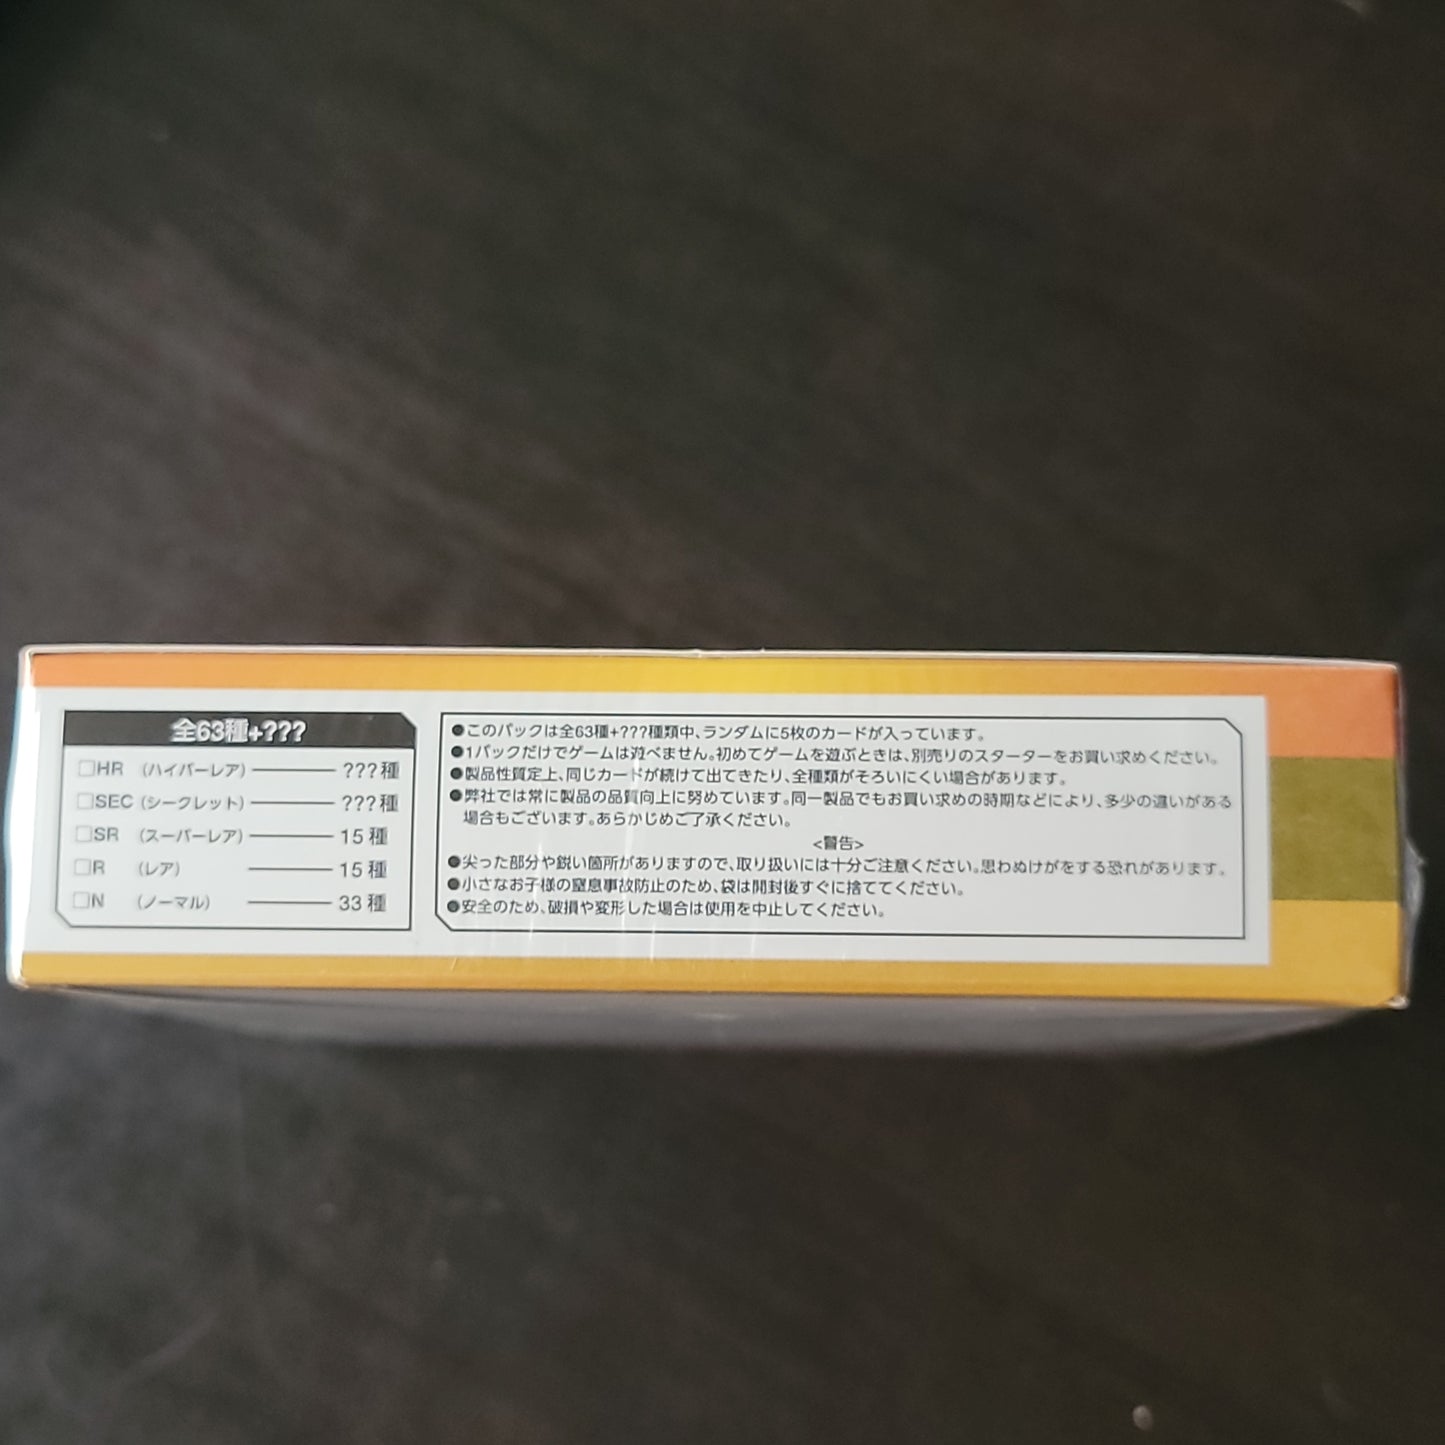 全63種+???
□HR （ハイパーレア） ???種
□SEC （シークレット） ???種
□SR （スーパーレア） 15種
□R （レア） 15種
□N （ノーマル） 33種
●このパックは全63種+???種類中、ランダムに5枚のカードが入っています。
●1パックだけでゲームは遊べません。初めてゲームを遊ぶときは、別売りのスターターをお買い求めください。
●製品性質定上、同じカードが続けて出てきたり、全種類がそろいにくい場合があります。
●弊社では常に製品の品質向上に努めています。同一製品でもお買い求めの時期などにより、多少の違いがある
場合もございます。あらかじめご了承ください。
<警告>
●尖った部分や鋭い箇所がありますので、取り扱いには十分ご注意ください。思わぬけがをする恐れがあります。
●小さなお子様の窒息事故防止のため、袋は開封後すぐに捨ててください。
●安全のため、破損や変形した場合は使用を中止してください。